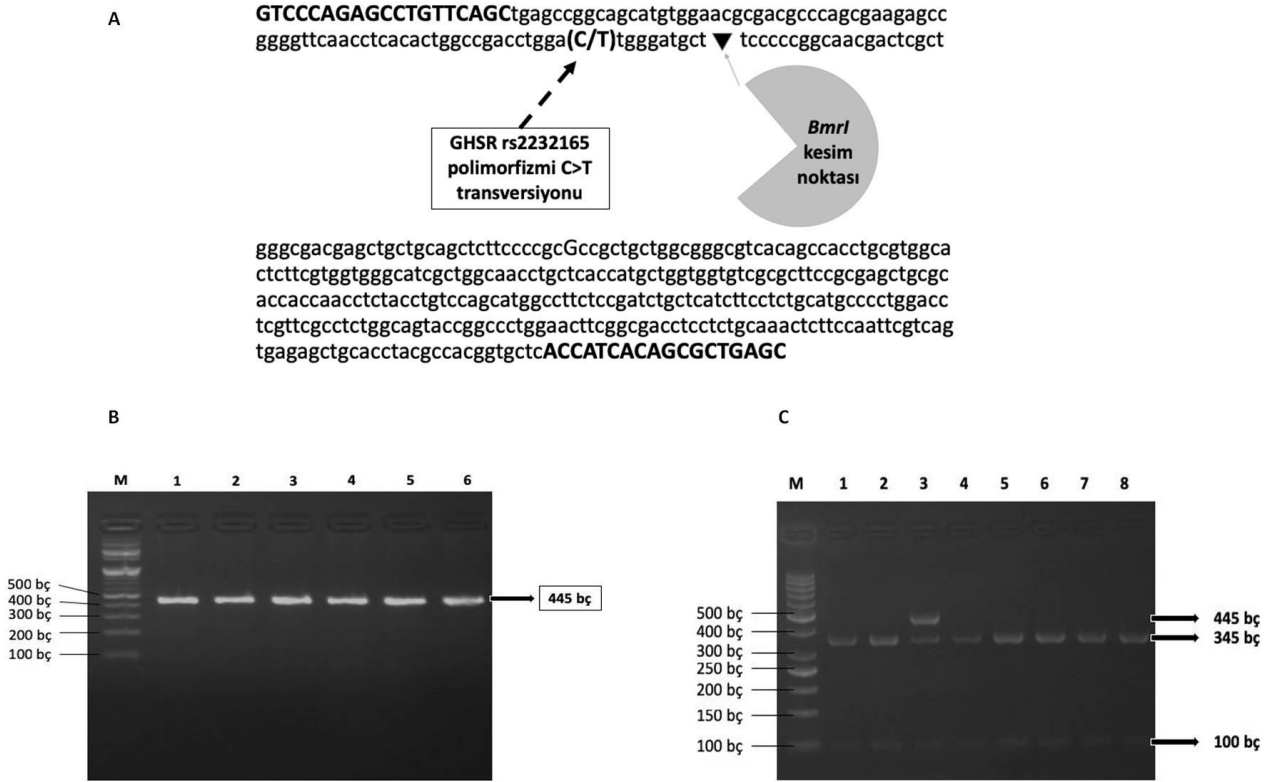 A
GTCCCAGAGCCTGTTCAGCtgagccggcagcatgtggaacgcgacgcccagcgaagagcc
ggggttcaacctcacactggccgacctgga(C/T)tgggatgct ▼ tcccccggcaacgactcgct
GHSR rs2232165
polimorfizmi C>T
transversiyonu
BmrI
kesim
noktası
gggcgacgagctgctgcagctcttccccgcGccgctgctggcgggcgtcacagccacctgcgtggca
ctcttcgtggtgggcatcgctggcaacctgctcaccatgctggtggtgtcgcgcttccgcgagctgcgc
accaccaacctctacctgtccagcatggccttctccgatctgctcatcttcctctgcatgcccctggacc
tcgttcgcctctggcagtaccggccctggaacttcggcgacctcctctgcaaactcttccaattcgtcag
tgagagctgcacctacgccacggtgctcACCATCACAGCGCTGAGC
B
M 1 2 3 4 5 6
500 bç
400 bç
300 bç
200 bç
100 bç
445 bç
C
M 1 2 3 4 5 6 7 8
500 bç
400 bç
300 bç
250 bç
200 bç
150 bç
100 bç
445 bç
345 bç
100 bç